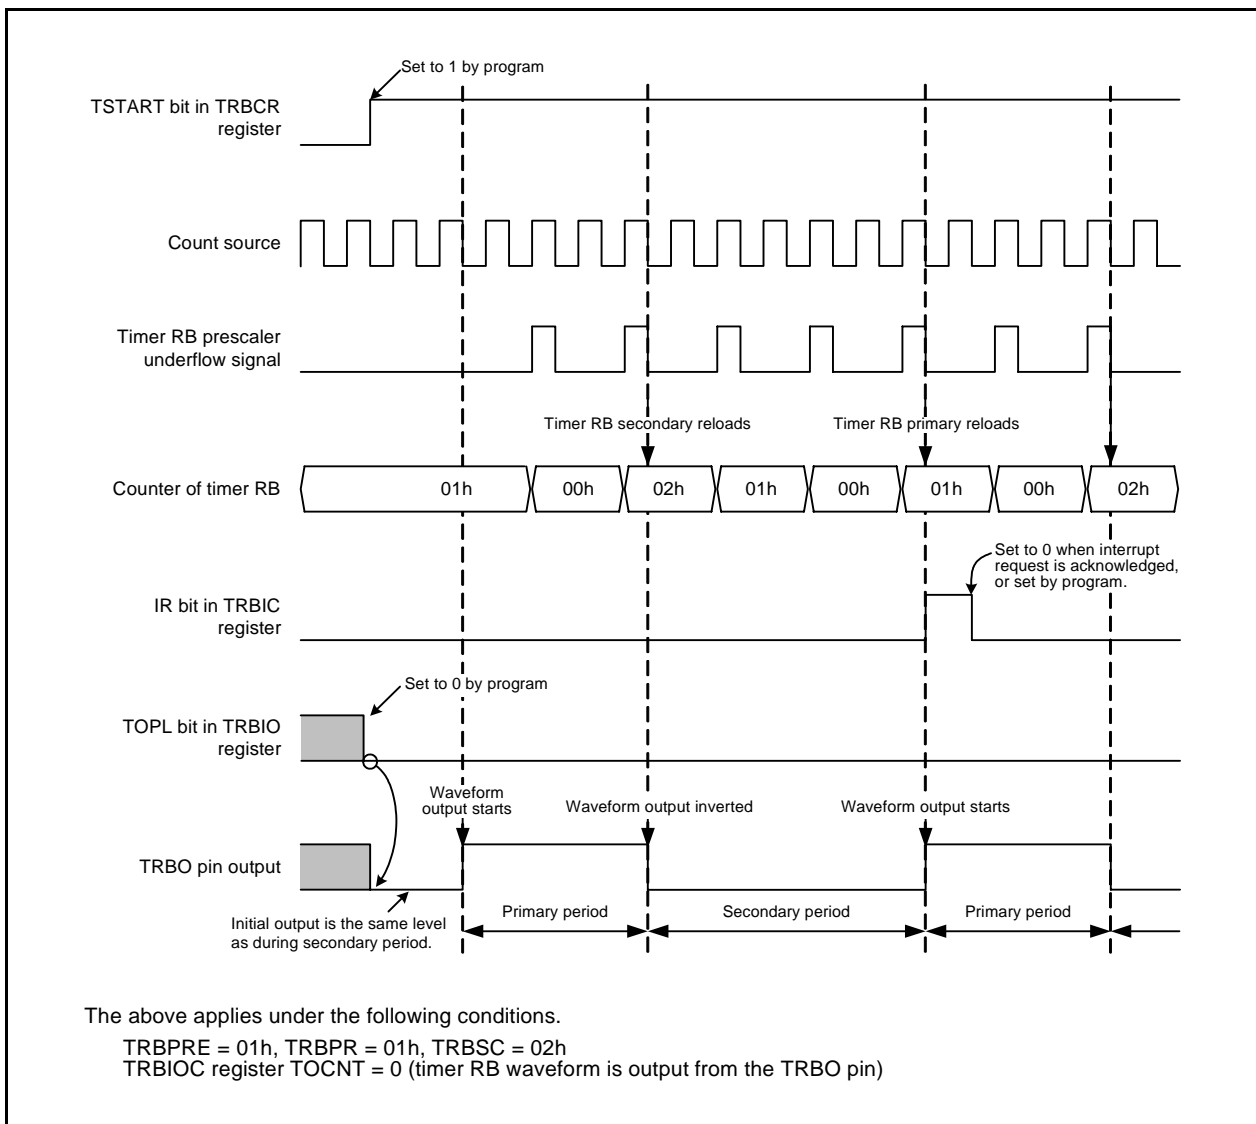 Set to 1 by program
TSTART bit in TRBCR
register
Count source
Timer RB prescaler
underflow signal
Timer RB secondary reloads
Timer RB primary reloads
Counter of timer RB
01h
00h
02h
01h
00h
01h
00h
02h
Set to 0 when interrupt
request is acknowledged,
or set by program.
IR bit in TRBIC
register
Set to 0 by program
TOPL bit in TRBIO
register
Waveform
output starts
Waveform output inverted
Waveform output starts
TRBO pin output
Initial output is the same level
as during secondary period.
Primary period
Secondary period
Primary period
The above applies under the following conditions.
TRBPRE = 01h, TRBPR = 01h, TRBSC = 02h
TRBIOC register TOCNT = 0 (timer RB waveform is output from the TRBO pin)